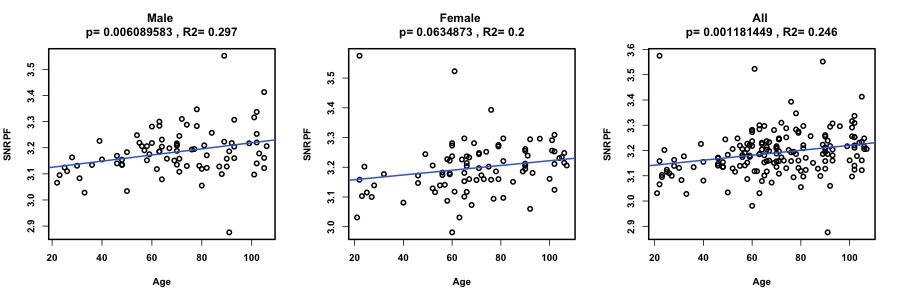 Male
p= 0.006089583 , R2= 0.297
SNRPF
2.9 3.0 3.1 3.2 3.3 3.4 3.5
20 40 60 80 100
Age
Female
p= 0.0634873 , R2= 0.2
SNRPF
3.0 3.1 3.2 3.3 3.4 3.5
20 40 60 80 100
Age
All
p= 0.001181449 , R2= 0.246
SNRPF
2.9 3.0 3.1 3.2 3.3 3.4 3.5 3.6
20 40 60 80 100
Age